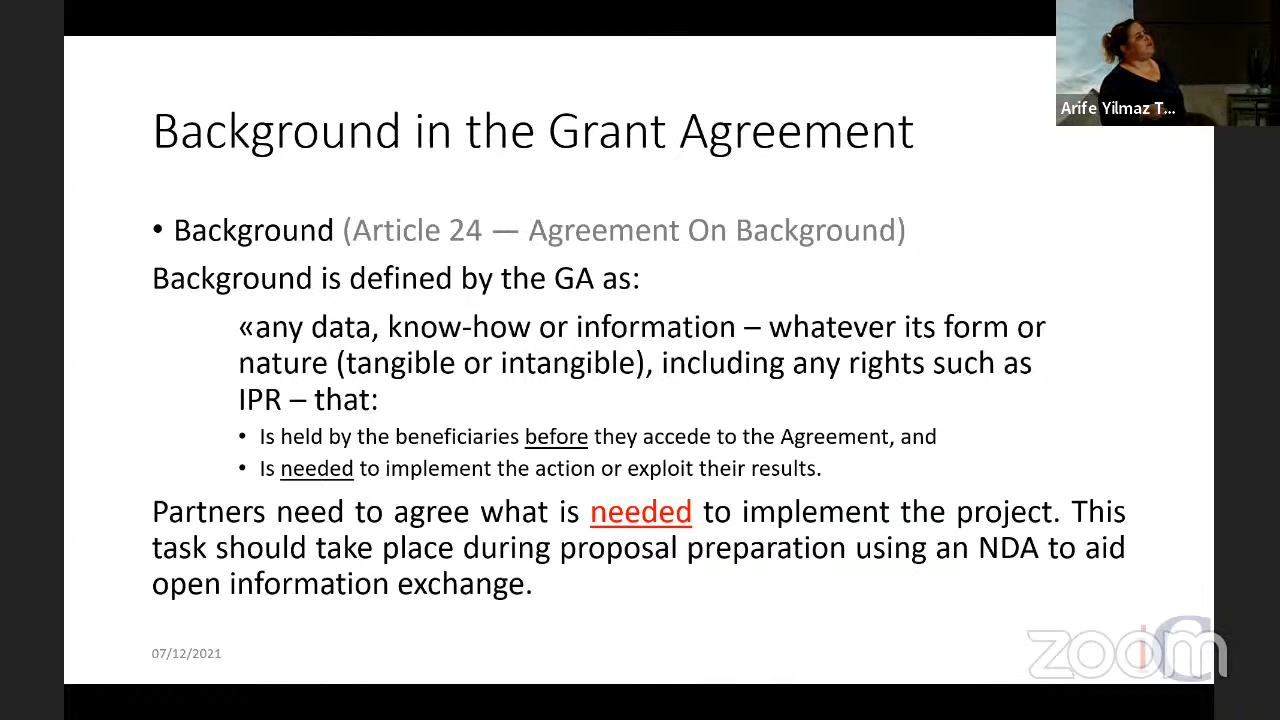 Arife Yilmaz T...
Background in the Grant Agreement
• Background (Article 24 — Agreement On Background)
Background is defined by the GA as:
«any data, know-how or information – whatever its form or
nature (tangible or intangible), including any rights such as
IPR – that:
• Is held by the beneficiaries before they accede to the Agreement, and
• Is needed to implement the action or exploit their results.
Partners need to agree what is needed to implement the project. This
task should take place during proposal preparation using an NDA to aid
open information exchange.
07/12/2021
zoom